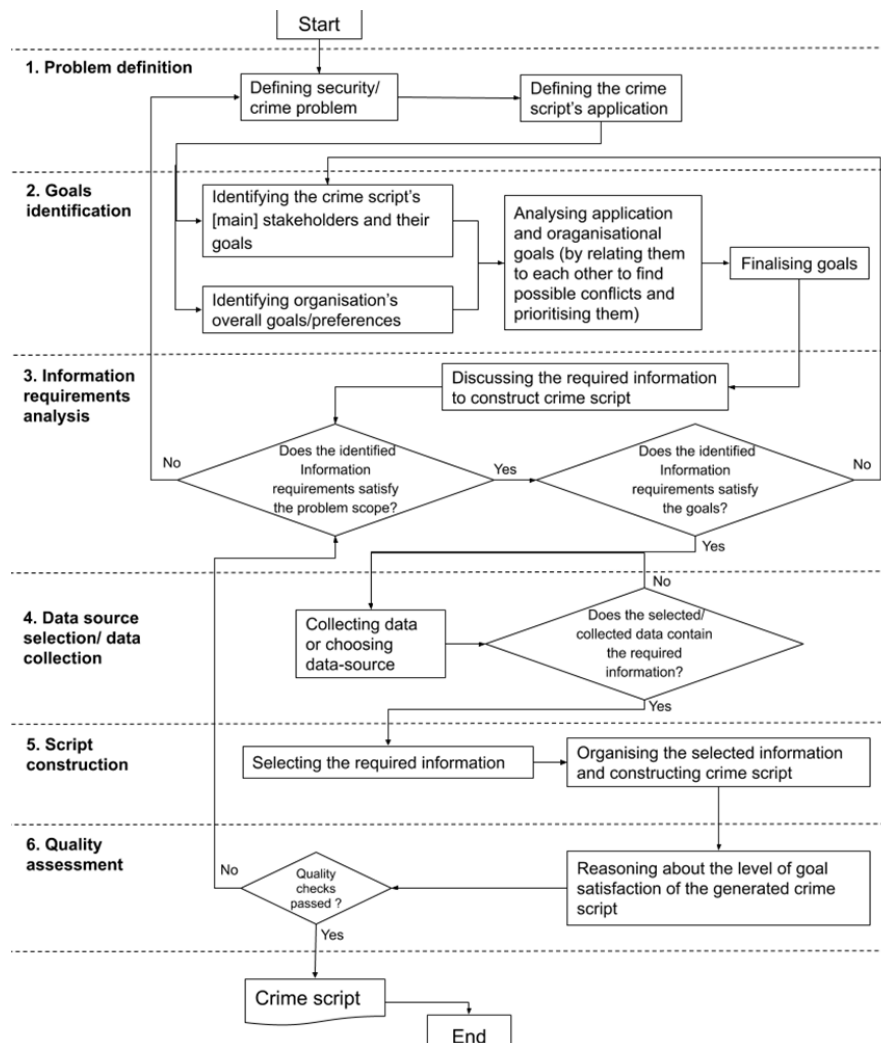 Start
1. Problem definition
Defining security/
crime problem
Defining the crime
script's application
2. Goals
identification
Identifying the crime script's
[main] stakeholders and their
goals
Identifying organisation's
overall goals/preferences
Analysing application
and oraganisational
goals (by relating them
to each other to find
possible conflicts and
prioritising them)
Finalising goals
3. Information
requirements
analysis
Discussing the required information
to construct crime script
No
Does the identified
Information
requirements satisfy
the problem scope?
Yes
Does the identified
Information
requirements satisfy
the goals?
No
Yes
4. Data source
selection/ data
collection
Collecting data
or choosing
data-source
No
Does the selected/
collected data contain
the required
information?
Yes
5. Script
construction
Selecting the required information
Organising the selected information
and constructing crime script
6. Quality
assessment
No
Quality
checks
passed ?
Reasoning about the level of goal
satisfaction of the generated crime
script
Yes
Crime script
End